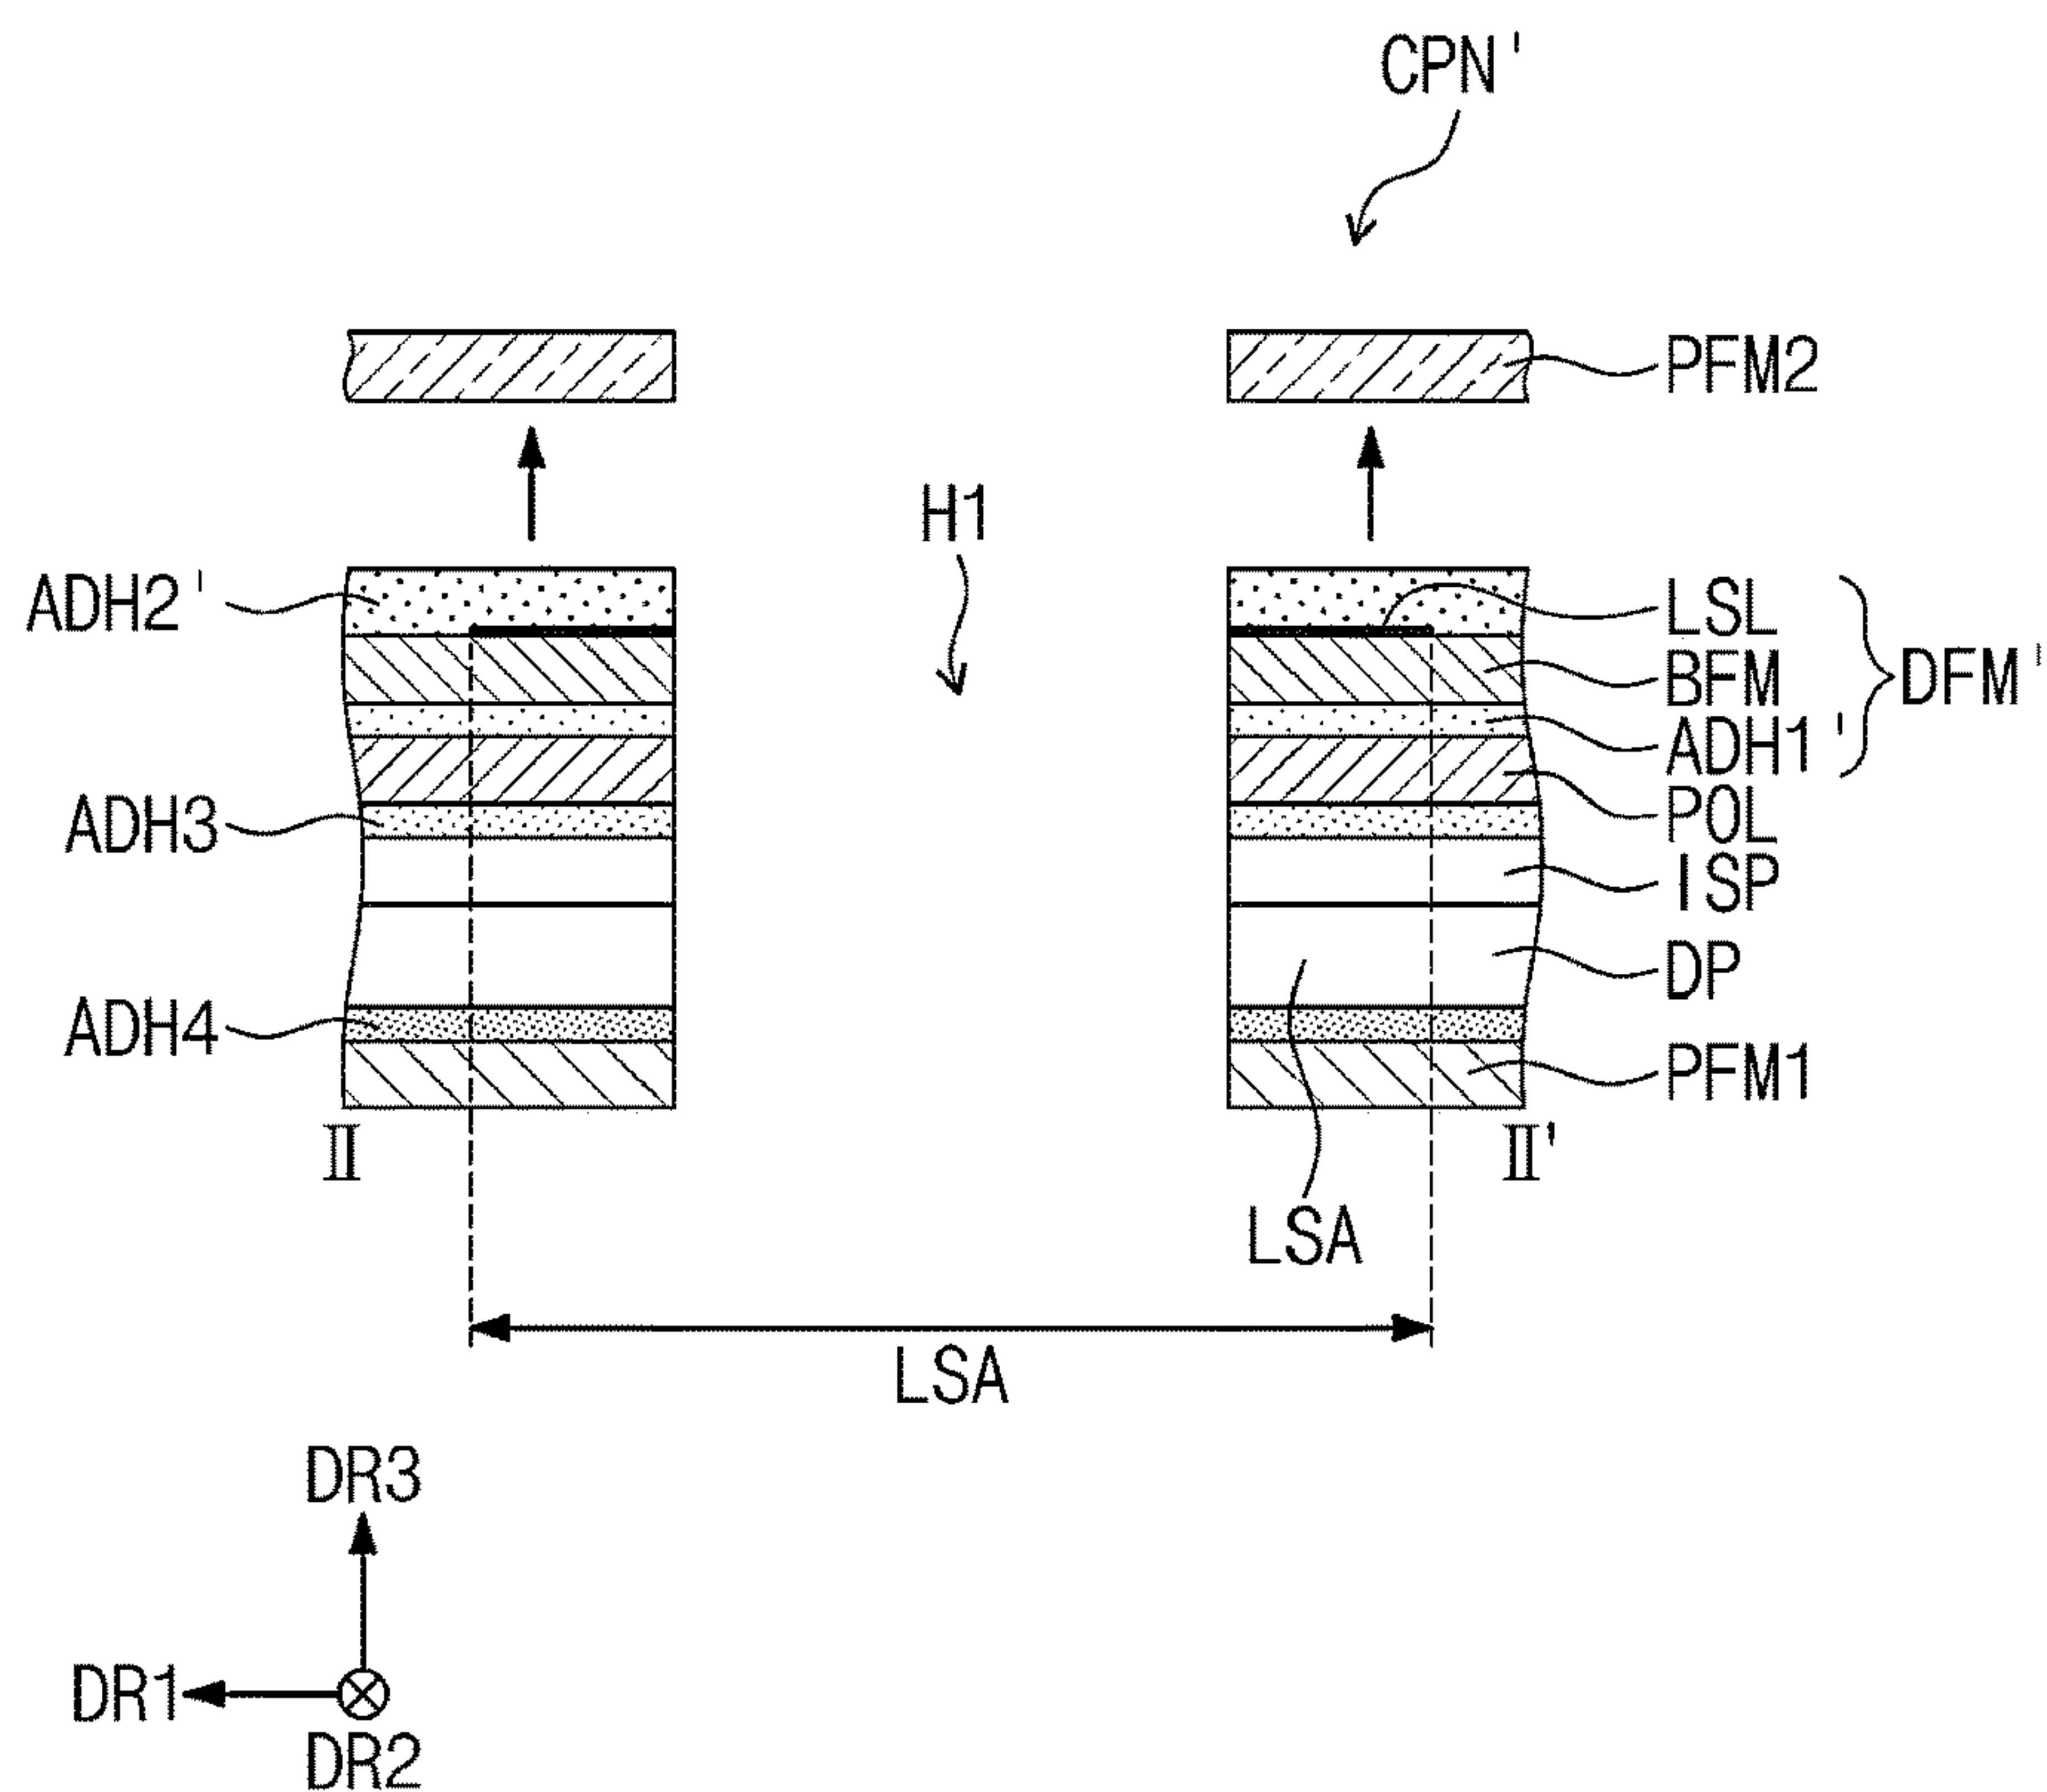 CPN'
PFM2
H1
ADH2'
LSL
BFM
DFM'
ADH1'
POL
ADH3
ISP
DP
ADH4
PFM1
Ⅱ
Ⅱ'
LSA
LSA
DR3
DR1
DR2